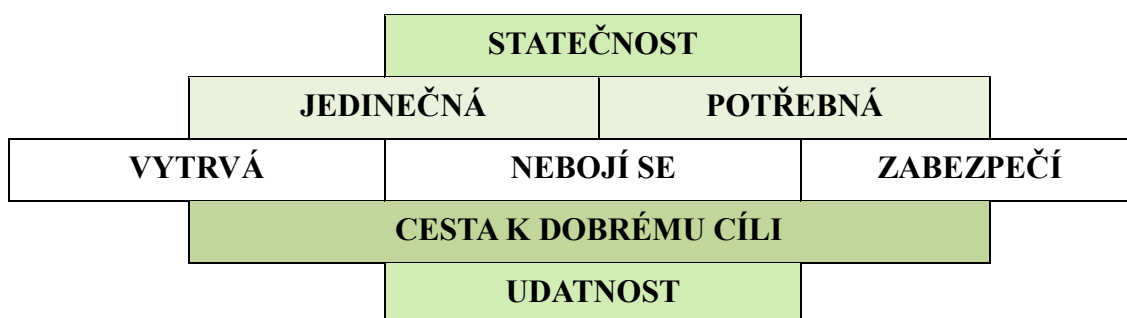 STATEČNOST
JEDINEČNÁ POTŘEBNÁ
VYTRVÁ NEBOJÍ SE ZABEZPEČÍ
CESTA K DOBRÉMU CÍLI
UDATNOST